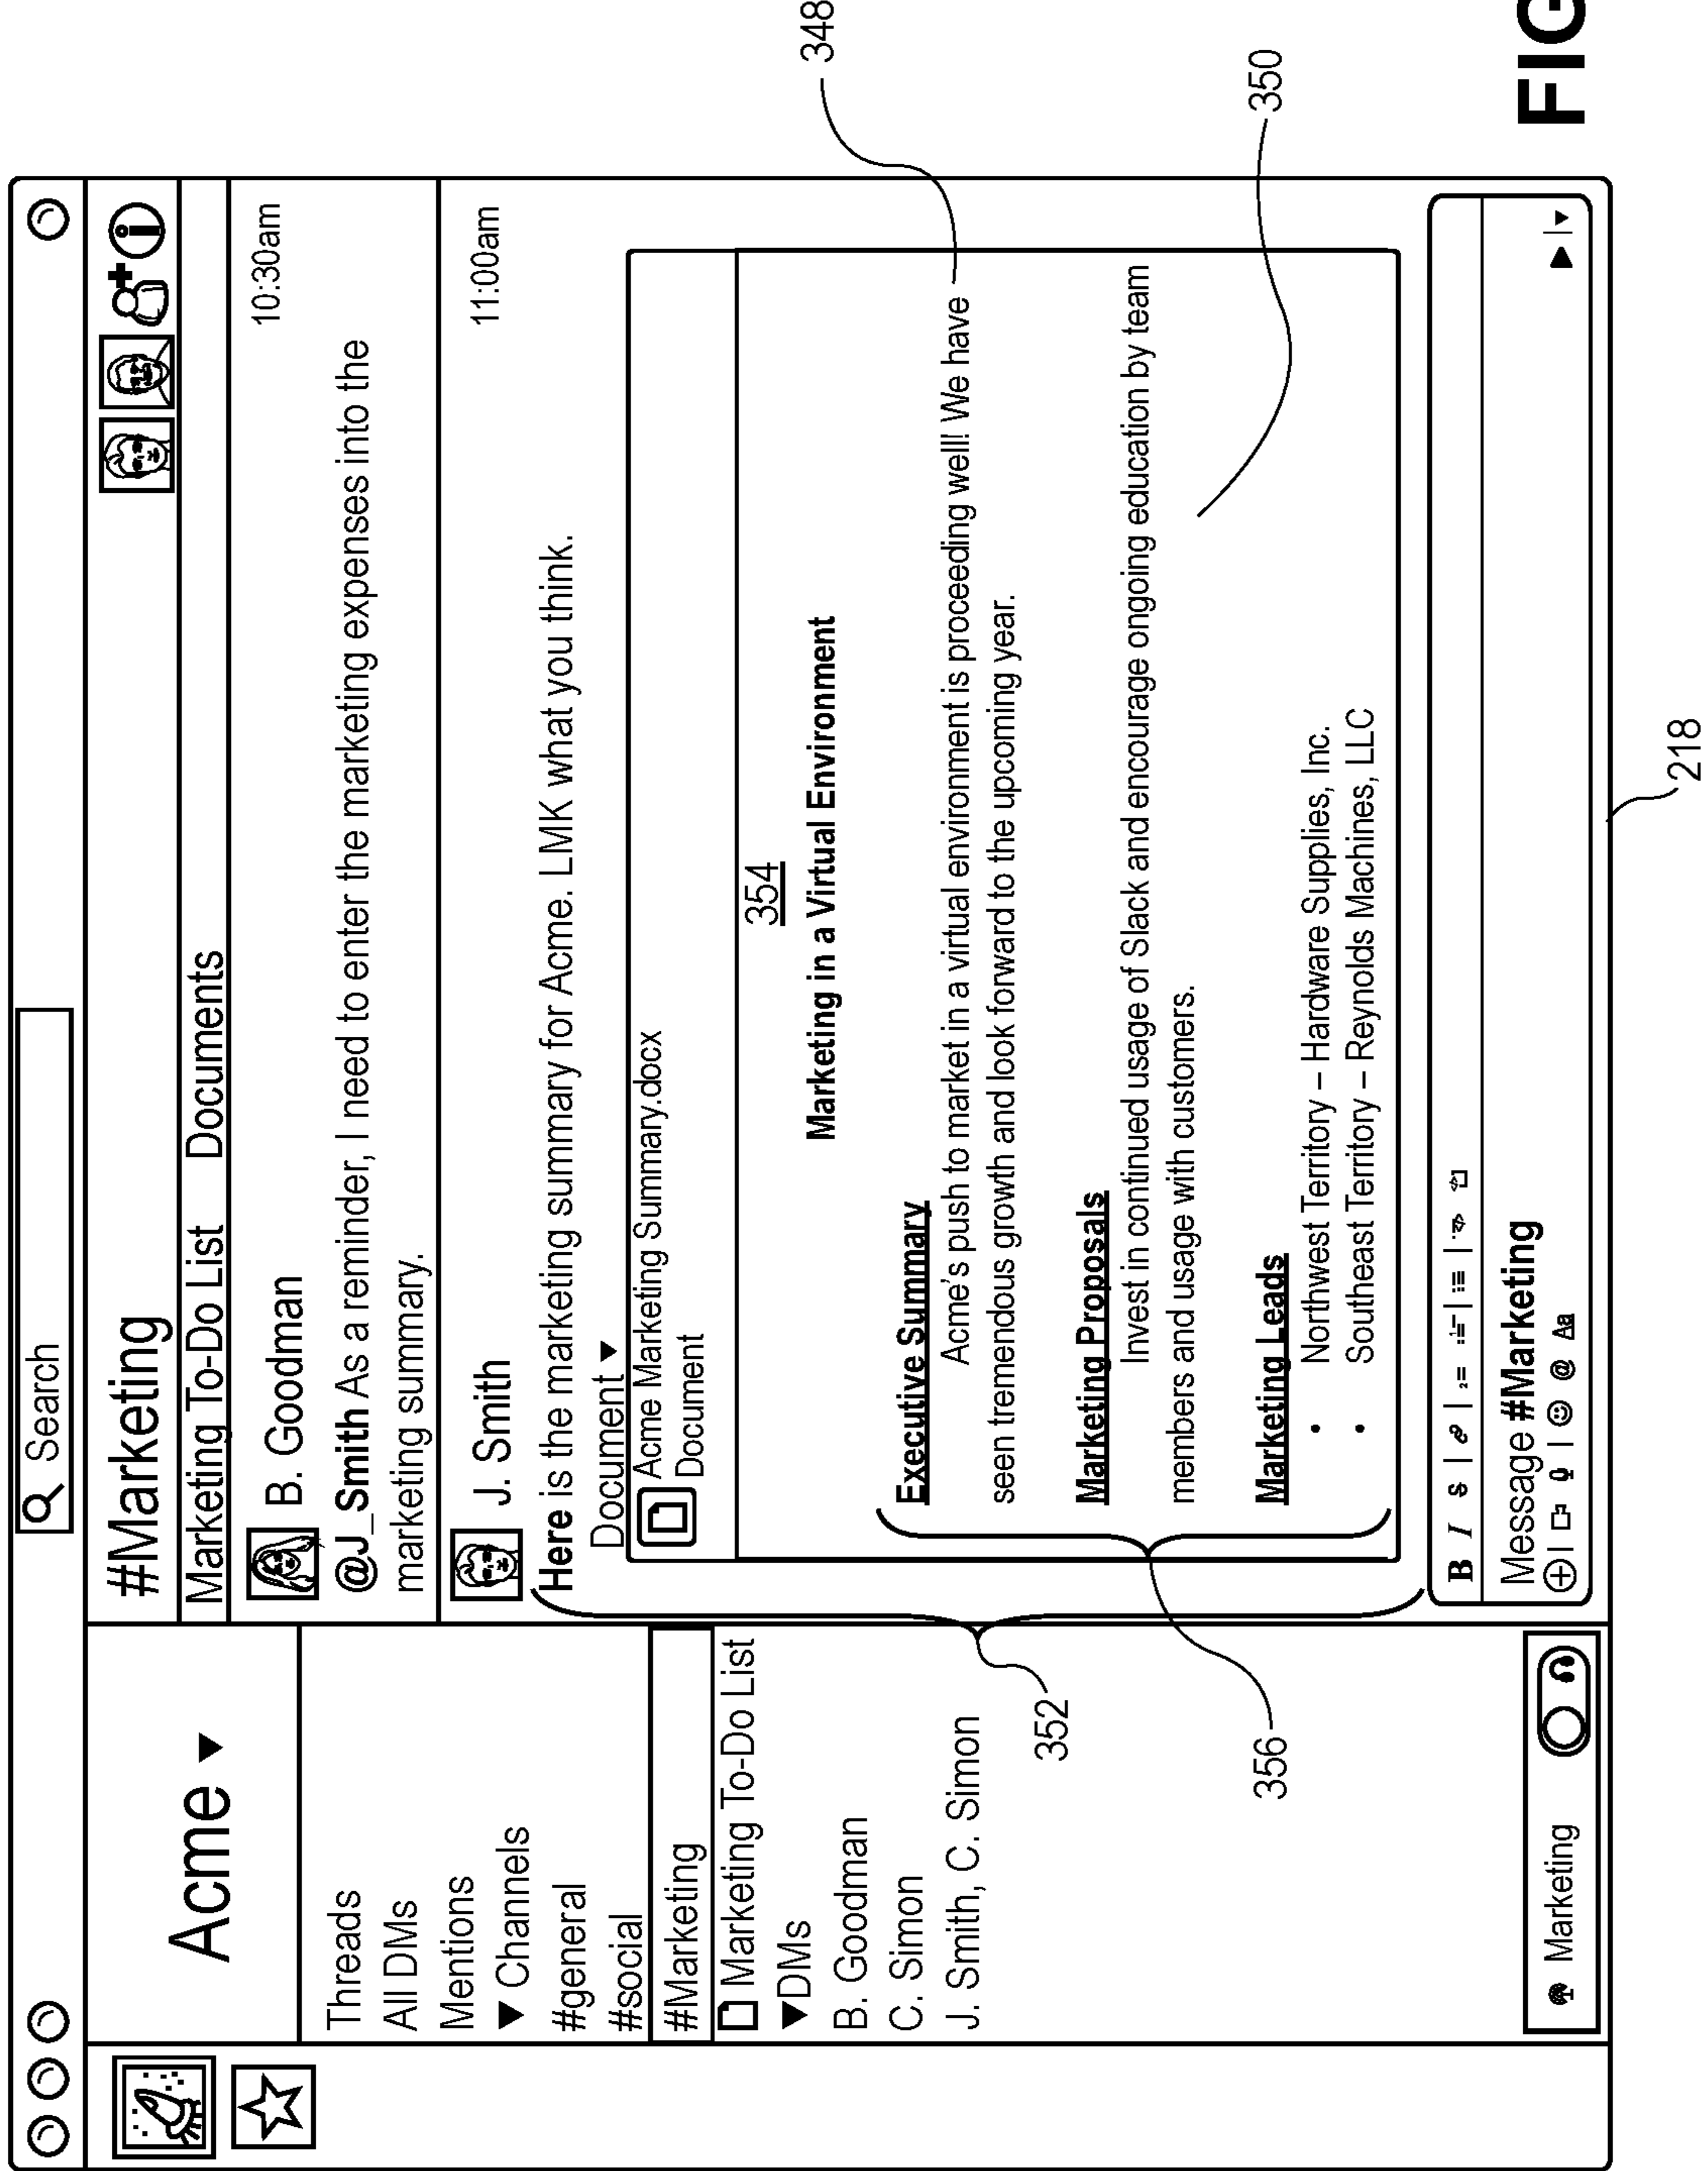 Search
Acme
Threads
All DMs
Mentions
Channels
#general
#social
#Marketing
Marketing To-Do List
DMs
B. Goodman
C. Simon
J. Smith, C. Simon
Marketing
#Marketing
Marketing To-Do List Documents
B. Goodman 10:30am
@J_Smith As a reminder, I need to enter the marketing expenses into the
marketing summary.
J. Smith 11:00am
Here is the marketing summary for Acme. LMK what you think.
Document
Acme Marketing Summary.docx
Document
354
Marketing in a Virtual Environment
Executive Summary
Acme's push to market in a virtual environment is proceeding well! We have
seen tremendous growth and look forward to the upcoming year.
Marketing Proposals
Invest in continued usage of Slack and encourage ongoing education by team
members and usage with customers.
Marketing Leads
• Northwest Territory – Hardware Supplies, Inc.
• Southeast Territory – Reynolds Machines, LLC
B I S
Message #Marketing
@ Aa
348
350
352
356
218
FIG